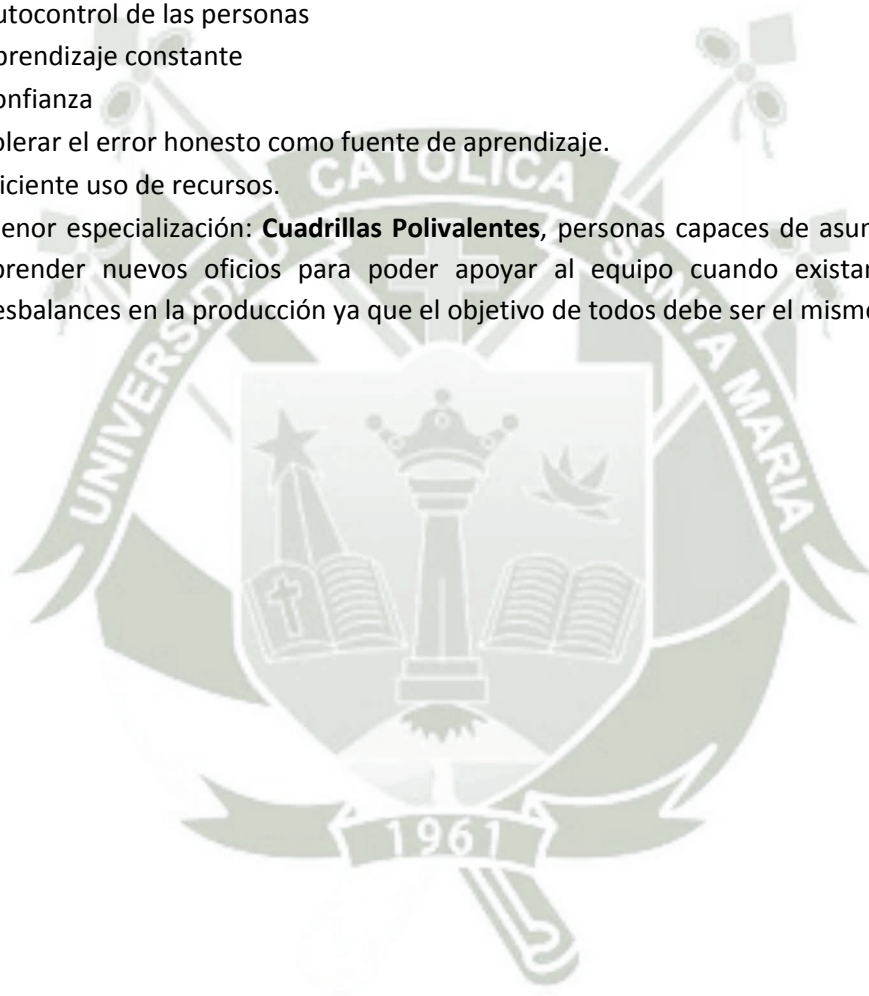 utocontrol de las personas
prendizaje constante
onfianza
olerar el error honesto como fuente de aprendizaje.
iciente uso de recursos.
enor especialización: Cuadrillas Polivalentes, personas capaces de asur
prender nuevos oficios para poder apoyar al equipo cuando existar
esbalances en la producción ya que el objetivo de todos debe ser el mismo
UNIVERSIDAD CATOLICA SANTA MARIA
1961